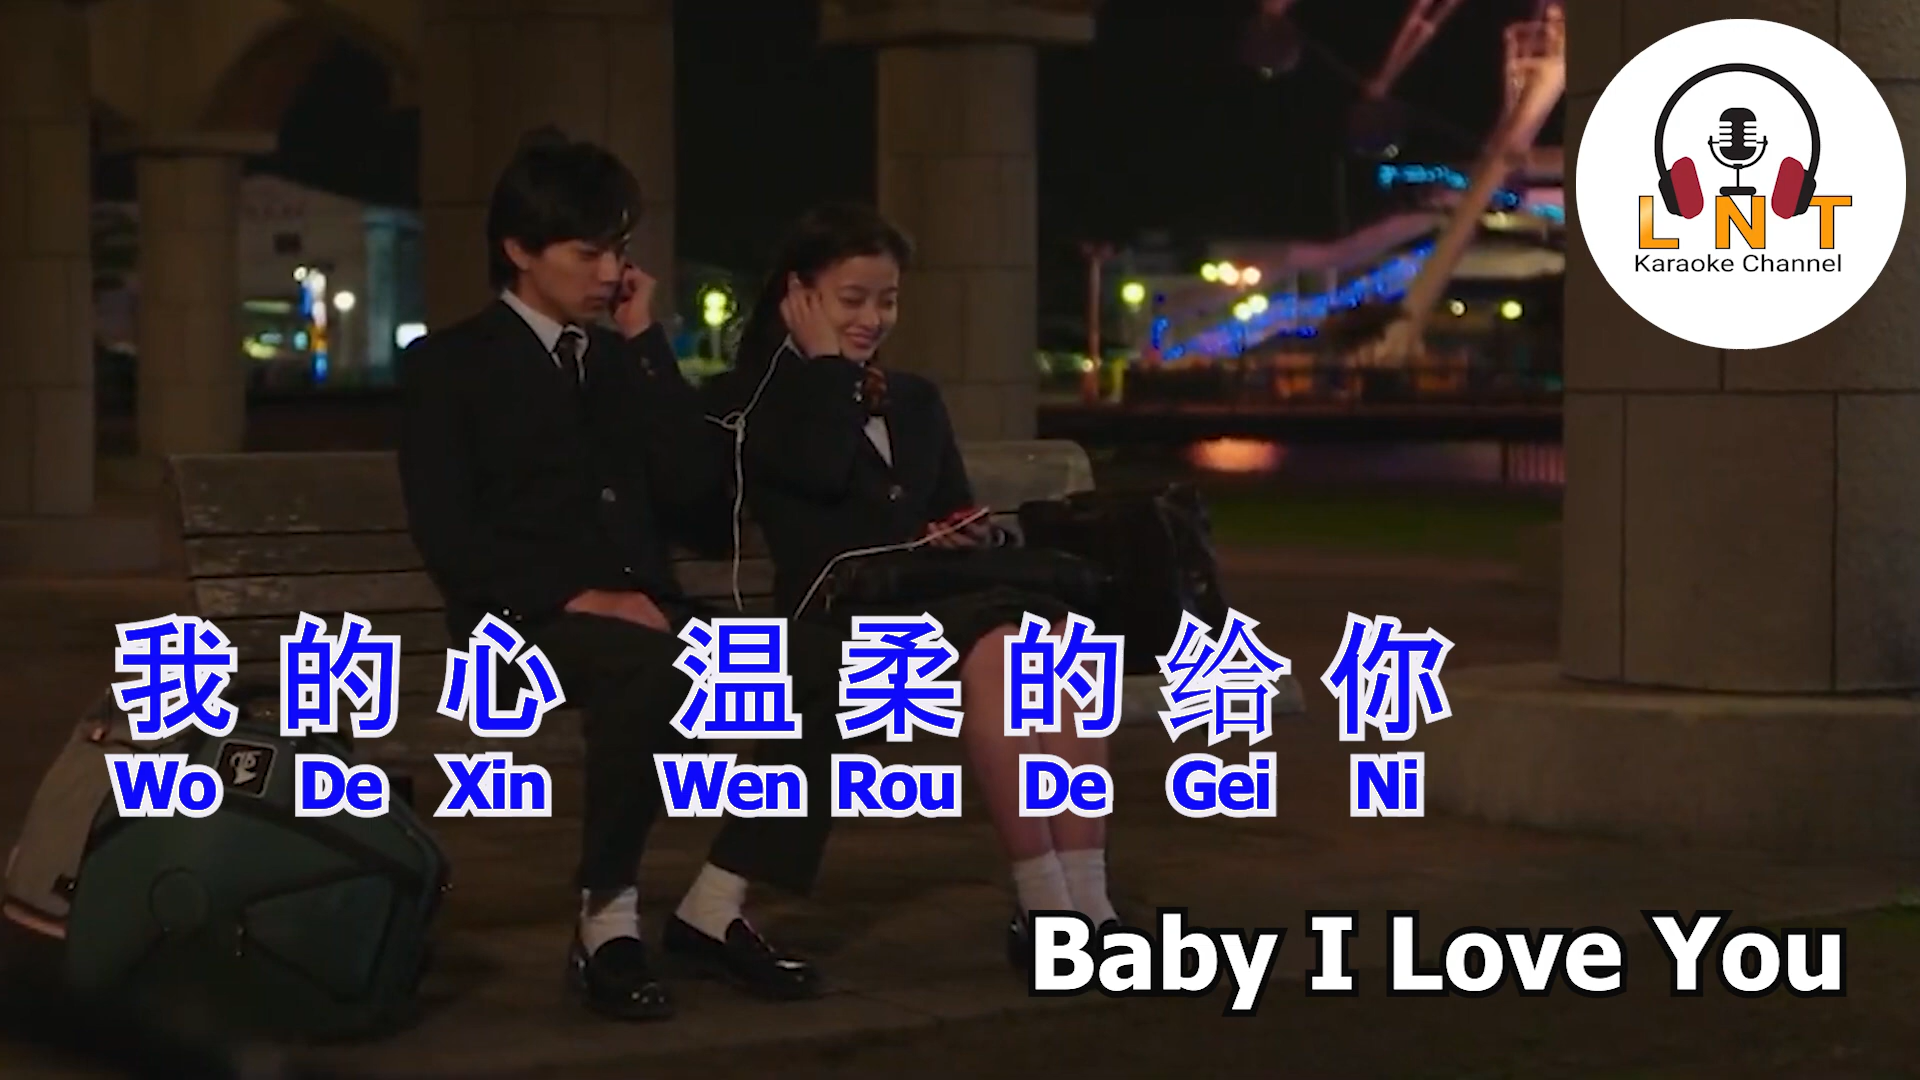 L N T
Karaoke Channel
我的心 温柔的给你
Wo De Xin Wen Rou De Gei Ni
Baby I Love You